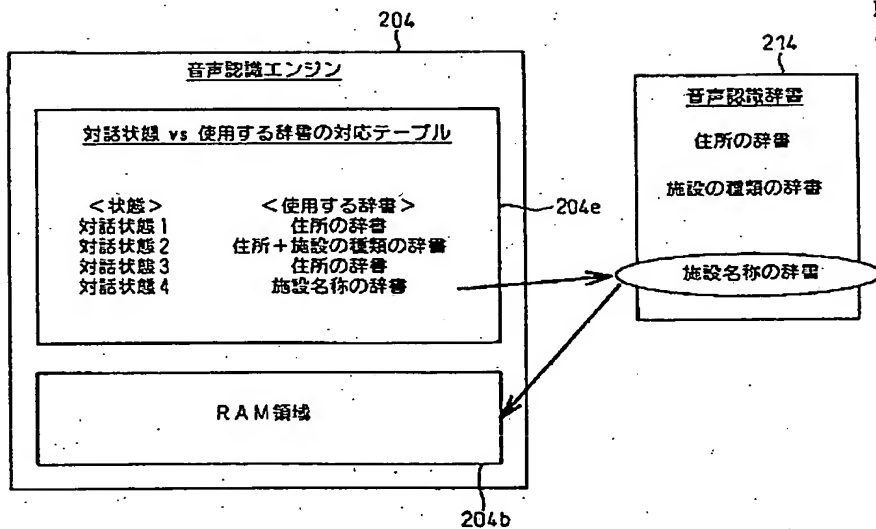 204
音声認識エンジン
対話状態 vs 使用する辞書の対応テーブル
<状態> <使用する辞書>
対話状態1 住所の辞書
対話状態2 住所+施設の種類の辞書
対話状態3 住所の辞書
対話状態4 施設名称の辞書
204e
RAM領域
204b
214
音声認識辞書
住所の辞書
施設の種類の辞書
施設名称の辞書